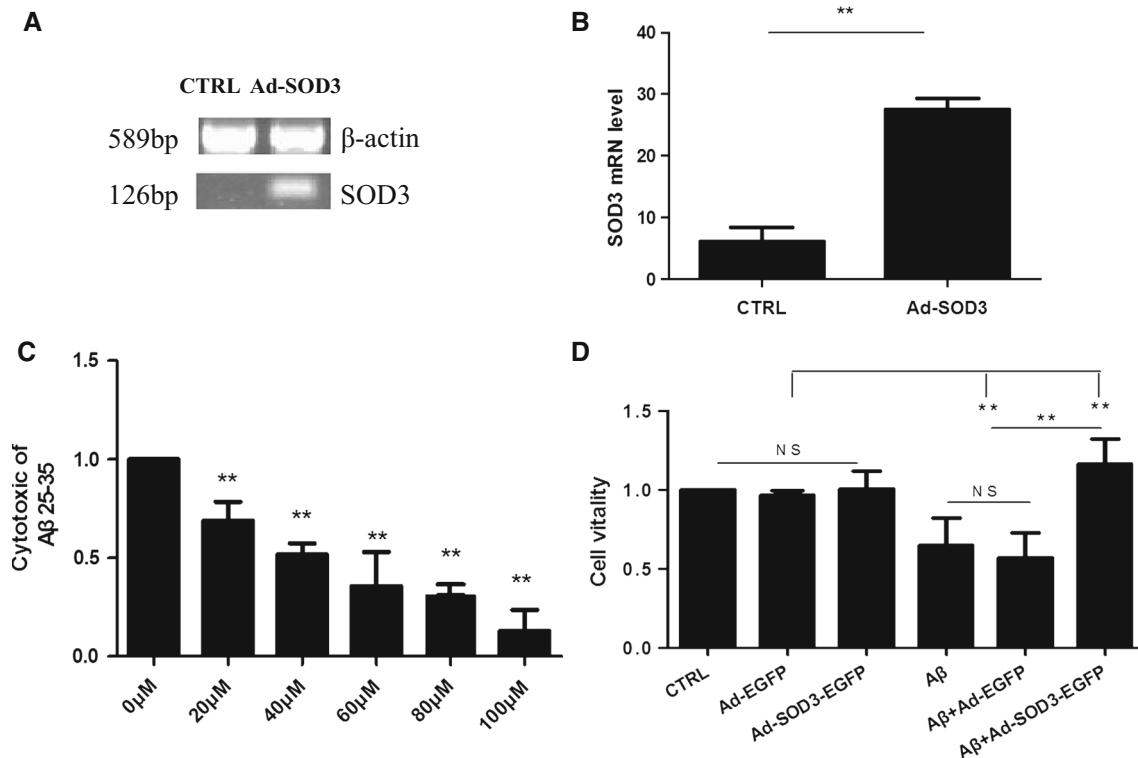 A
CTRL Ad-SOD3
589bp β-actin
126bp SOD3
B
**
SOD3 mRN level
40
30
20
10
0
CTRL Ad-SOD3
C
Cytotoxic of
Aβ 25-35
1.5
1.0
0.5
0.0
** ** ** ** **
0μM 20μM 40μM 60μM 80μM 100μM
D
Cell vitality
1.5
1.0
0.5
0.0
** ** **
N S
N S
CTRL Ad-EGFP Ad-SOD3-EGFP Aβ Aβ+Ad-EGFP Aβ+Ad-SOD3-EGFP